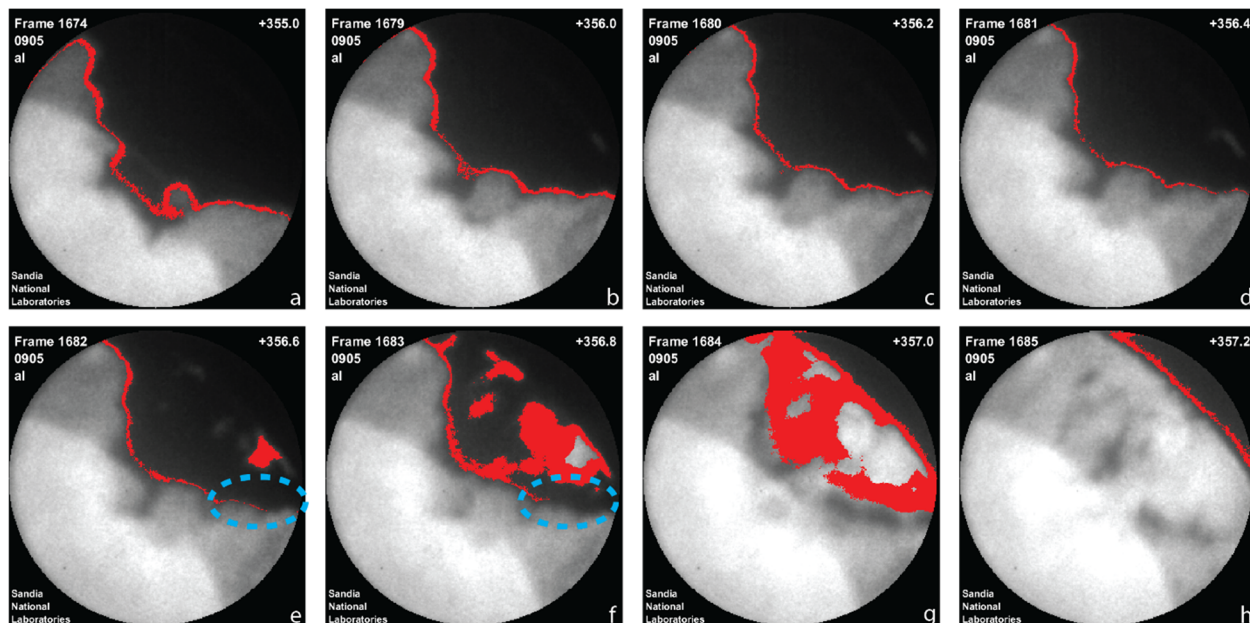 Frame 1674 +355.0
0905
al
Sandia
National
Laboratories
a
Frame 1679 +356.0
0905
al
Sandia
National
Laboratories
b
Frame 1680 +356.2
0905
al
Sandia
National
Laboratories
c
Frame 1681 +356.4
0905
al
Sandia
National
Laboratories
d
Frame 1682 +356.6
0905
al
Sandia
National
Laboratories
e
Frame 1683 +356.8
0905
al
Sandia
National
Laboratories
f
Frame 1684 +357.0
0905
al
Sandia
National
Laboratories
g
Frame 1685 +357.2
0905
al
Sandia
National
Laboratories
h